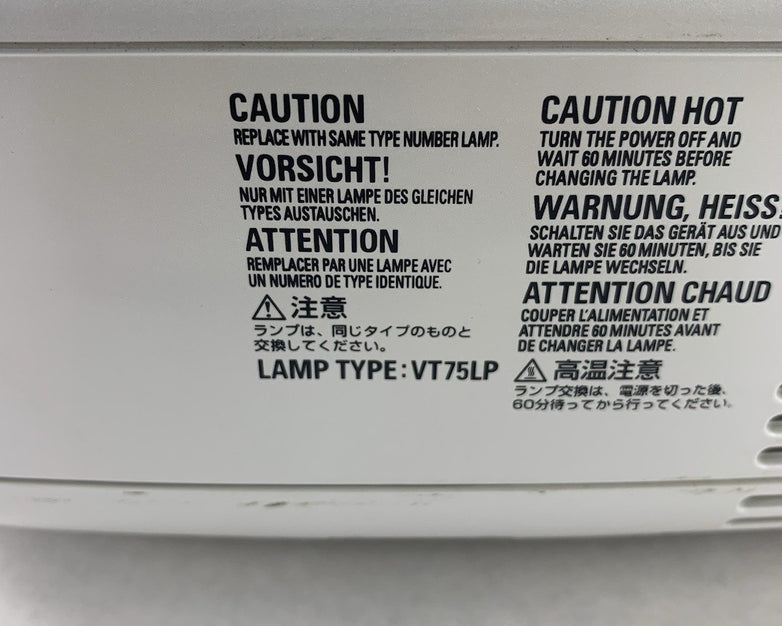 CAUTION
REPLACE WITH SAME TYPE NUMBER LAMP.
VORSICHT!
NUR MIT EINER LAMPE DES GLEICHEN
TYPES AUSTAUSCHEN.
ATTENTION
REMPLACER PAR UNE LAMPE AVEC
UN NUMERO DE TYPE IDENTIQUE.
注意
ランプは、同じタイプのものと
交換してください。
LAMP TYPE: VT75LP
CAUTION HOT
TURN THE POWER OFF AND
WAIT 60 MINUTES BEFORE
CHANGING THE LAMP.
WARNUNG, HEISS!
SCHALTEN SIE DAS GERÄT AUS UND
WARTEN SIE 60 MINUTEN, BIS SIE
DIE LAMPE WECHSELN.
ATTENTION CHAUD
COUPER L'ALIMENTATION ET
ATTENDRE 60 MINUTES AVANT
DE CHANGER LA LAMPE.
高温注意
ランプ交換は、電源を切った後、
60分待ってから行ってください。